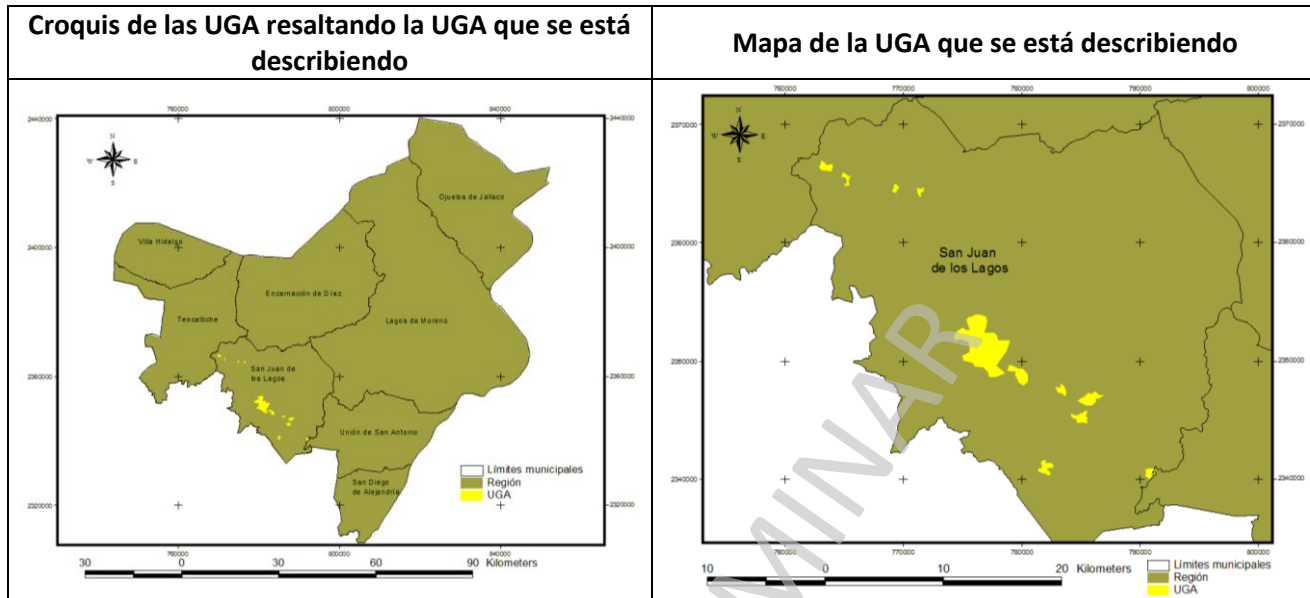 Croquis de las UGA resaltando la UGA que se está
describiendo
Mapa de la UGA que se está describiendo
760000
800000
840000
2440000
2440000
N
W
E
S
Ojuelos de Jalisco
Villa Hidalgo
2400000
2400000
Encarnación de Díaz
Teocaltiche
Lagos de Moreno
San Juan de
los Lagos
2360000
2360000
Unión de San Antonio
Límites municipales
Región
UGA
San Diego
de Alejandría
2320000
2320000
760000
800000
840000
30
0
30
60
90
Kilometers
760000
770000
780000
790000
800000
2370000
2370000
N
W
E
S
2360000
2360000
San Juan
de los Lagos
2350000
2350000
MINAR
2340000
2340000
760000
770000
780000
790000
800000
10
0
10
20
Kilometers
Límites municipales
Región
UGA